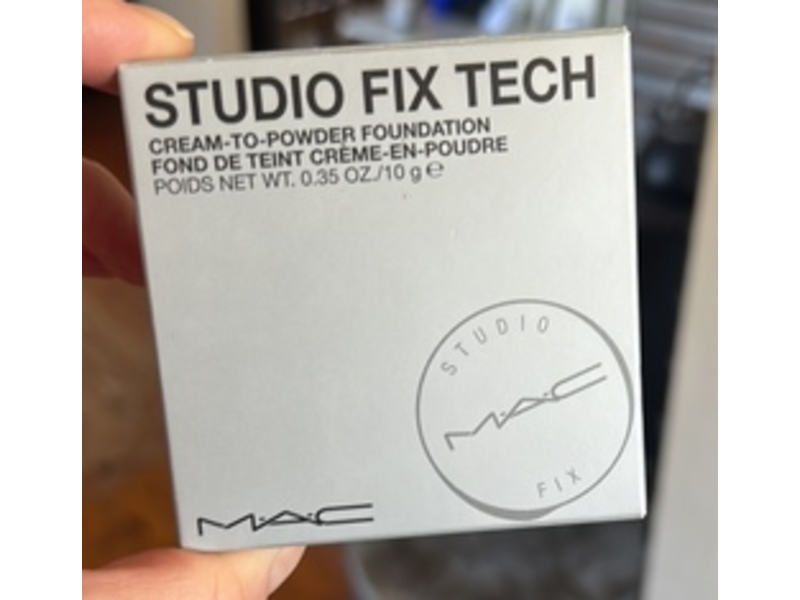 STUDIO FIX TECH
CREAM-TO-POWDER FOUNDATION
FOND DE TEINT CRÈME-EN-POUDRE
POIDS NET WT. 0.35 OZ./10 g ℮
STUDIO
M·A·C
FIX
M·A·C